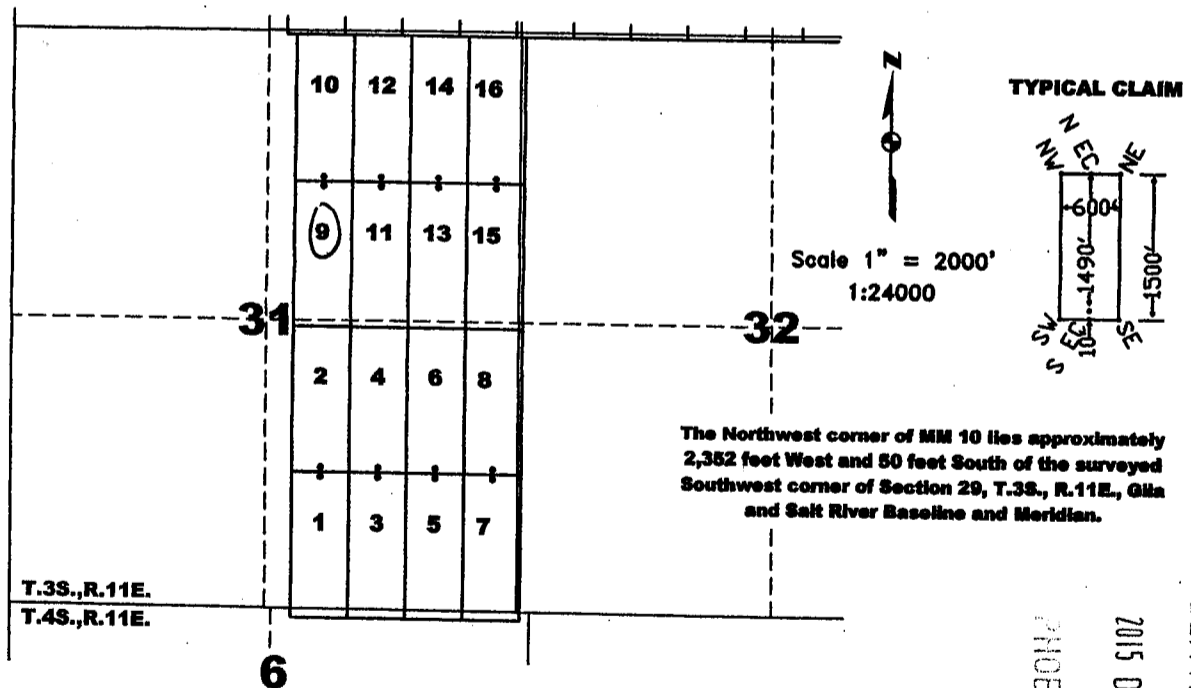 10 12 14 16
9 11 13 15
31
32
2 4 6 8
1 3 5 7
T.3S.,R.11E.
T.4S.,R.11E.
6
N
Scale 1" = 2000'
1:24000
TYPICAL CLAIM
NW
N EC
NE
600'
1490'
1500'
10
SW
S EC
SE
The Northwest corner of MM 10 lies approximately
2,352 feet West and 50 feet South of the surveyed
Southwest corner of Section 29, T.3S., R.11E., Gila
and Salt River Baseline and Meridian.
2015